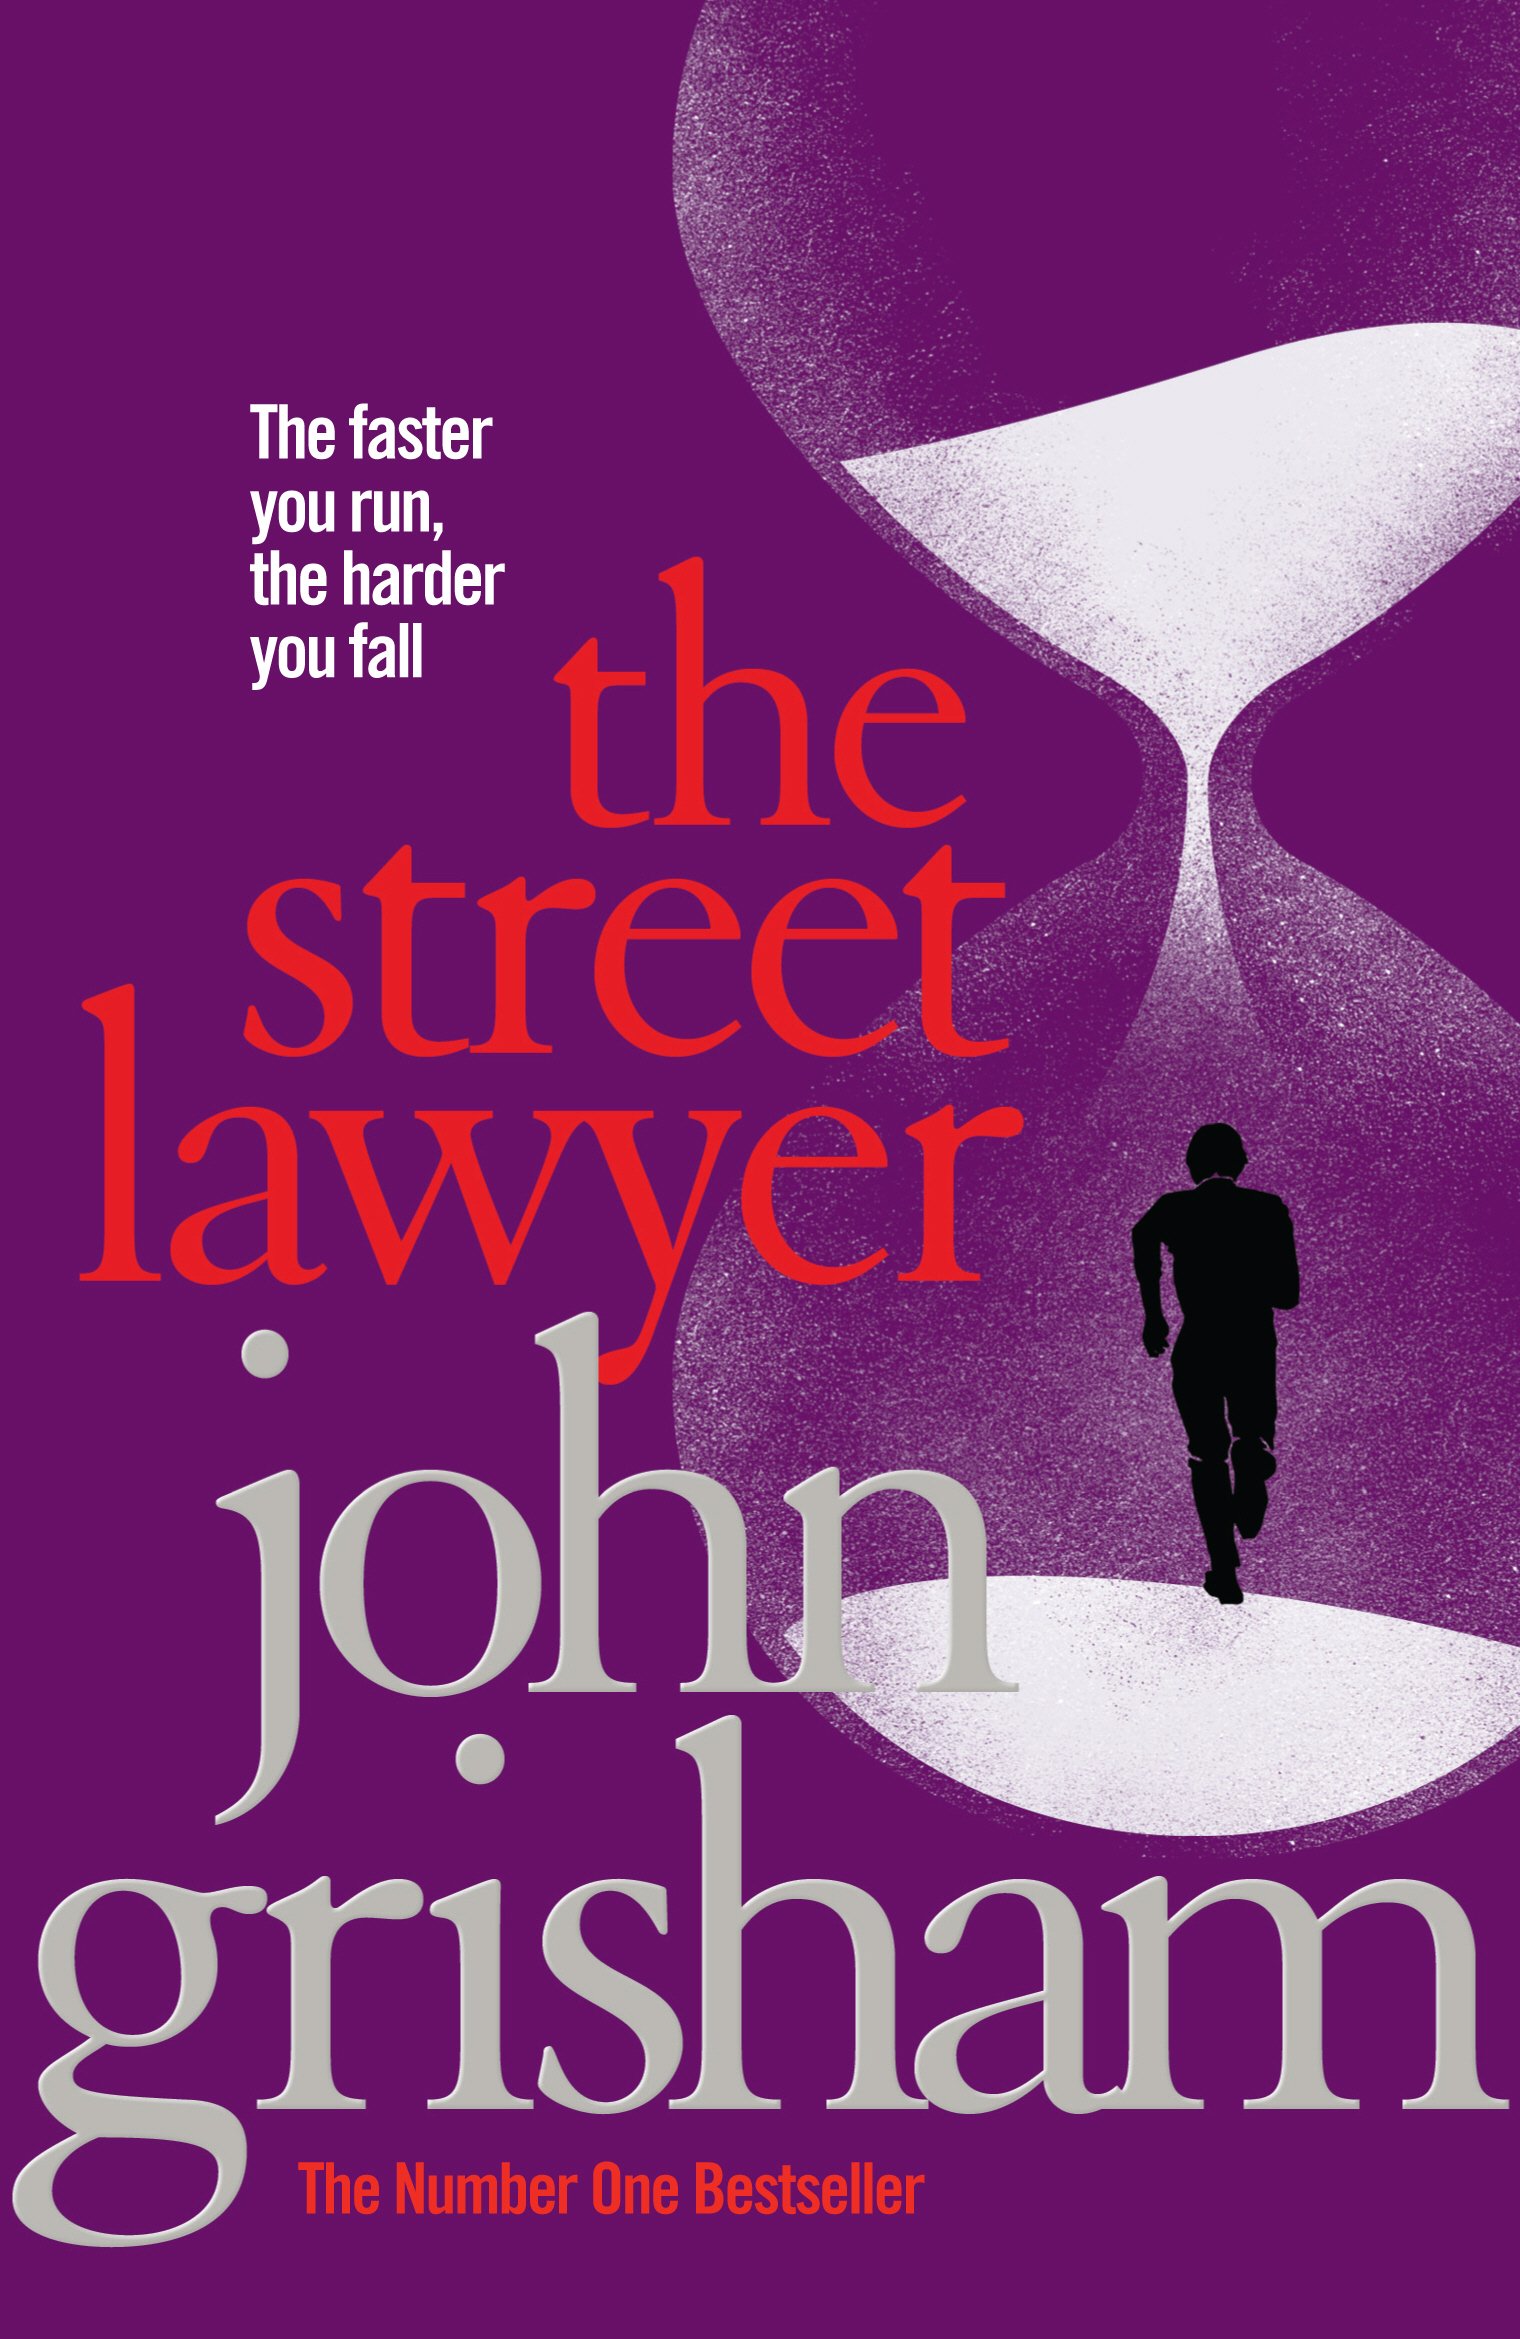 The faster
you run,
the harder
you fall
the
street
lawyer
john
grisham
The Number One Bestseller